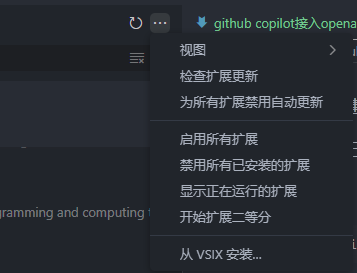 github copilot接入opena
视图
检查扩展更新
为所有扩展禁用自动更新
启用所有扩展
禁用所有已安装的扩展
显示正在运行的扩展
gramming and computing
开始扩展二等分
从 VSIX 安装...